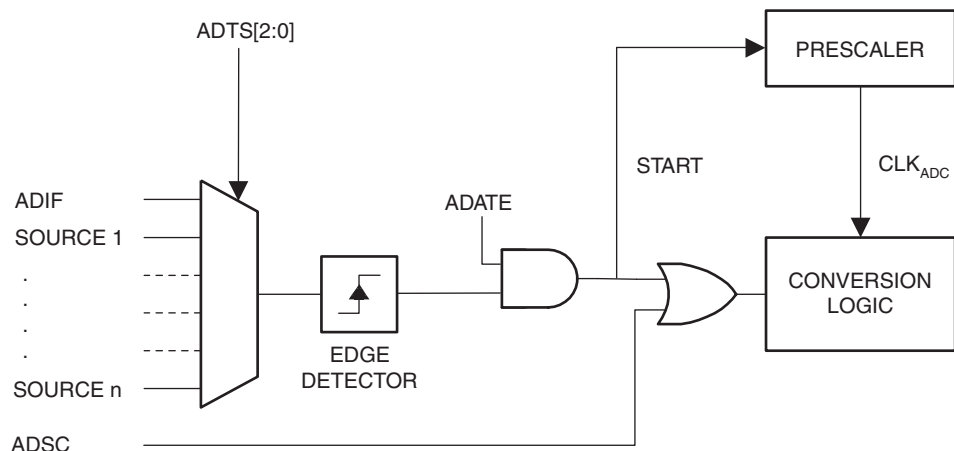 ADTS[2:0]
PRESCALER
START
CLKADC
ADIF
ADATE
SOURCE 1
.
.
.
.
CONVERSION
LOGIC
EDGE
DETECTOR
SOURCE n
ADSC